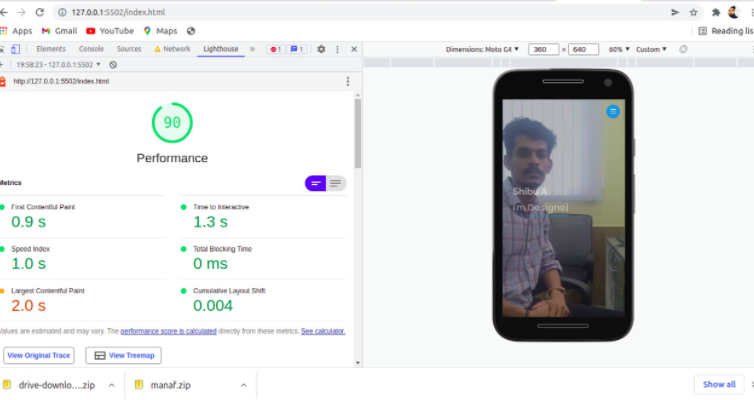 127.0.0.1:5502/index.html
Apps Gmail YouTube Maps Reading lis
Elements Console Sources Network Lighthouse » 1 1
19:58:23 - 127.0.0.1:5502
http://127.0.0.1:5502/index.html
90
Performance
Metrics
First Contentful Paint
0.9 s
Time to Interactive
1.3 s
Speed Index
1.0 s
Total Blocking Time
0 ms
Largest Contentful Paint
2.0 s
Cumulative Layout Shift
0.004
Values are estimated and may vary. The performance score is calculated directly from these metrics. See calculator.
View Original Trace View Treemap
Dimensions: Moto G4 360 × 640 60% Custom
Shibu A
Im Designe|
drive-downlo....zip manaf.zip Show all